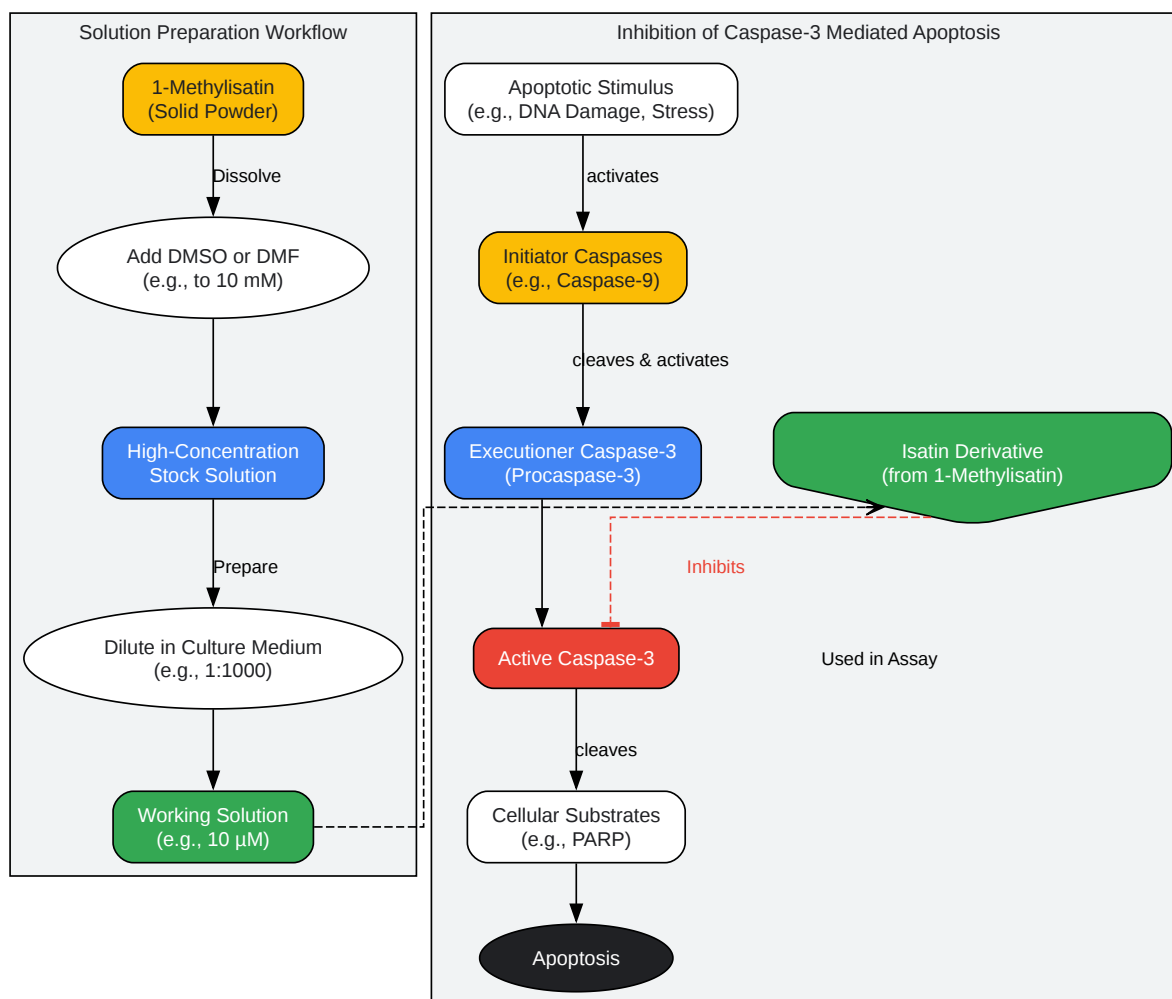 Solution Preparation Workflow
1-Methylisatin
(Solid Powder)
Dissolve
Add DMSO or DMF
(e.g., to 10 mM)
High-Concentration
Stock Solution
Prepare
Dilute in Culture Medium
(e.g., 1:1000)
Working Solution
(e.g., 10 µM)
Inhibition of Caspase-3 Mediated Apoptosis
Apoptotic Stimulus
(e.g., DNA Damage, Stress)
activates
Initiator Caspases
(e.g., Caspase-9)
cleaves & activates
Executioner Caspase-3
(Procaspase-3)
Isatin Derivative
(from 1-Methylisatin)
Inhibits
Active Caspase-3
Used in Assay
cleaves
Cellular Substrates
(e.g., PARP)
Apoptosis